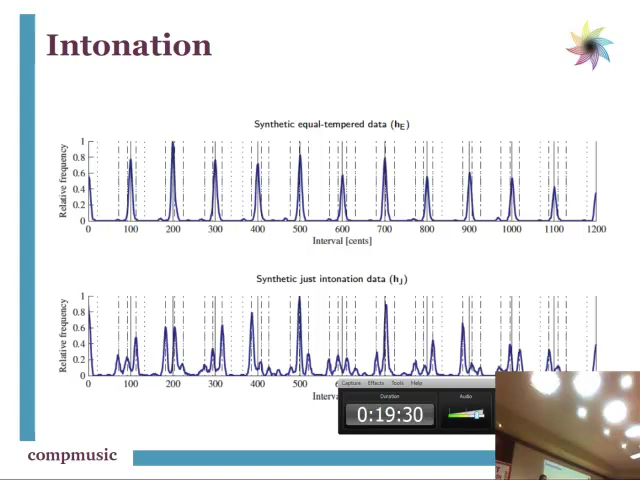 Intonation
Synthetic equal-tempered data (hE)
Relative frequency
1
0.8
0.6
0.4
0.2
0
0 100 200 300 400 500 600 700 800 900 1000 1100 1200
Interval [cents]
Synthetic just intonation data (hJ)
Relative frequency
1
0.8
0.6
0.4
0.2
0
0 100 200 300 400 500
Capture Effects Tools Help
Duration Audio
0:19:30
compmusic